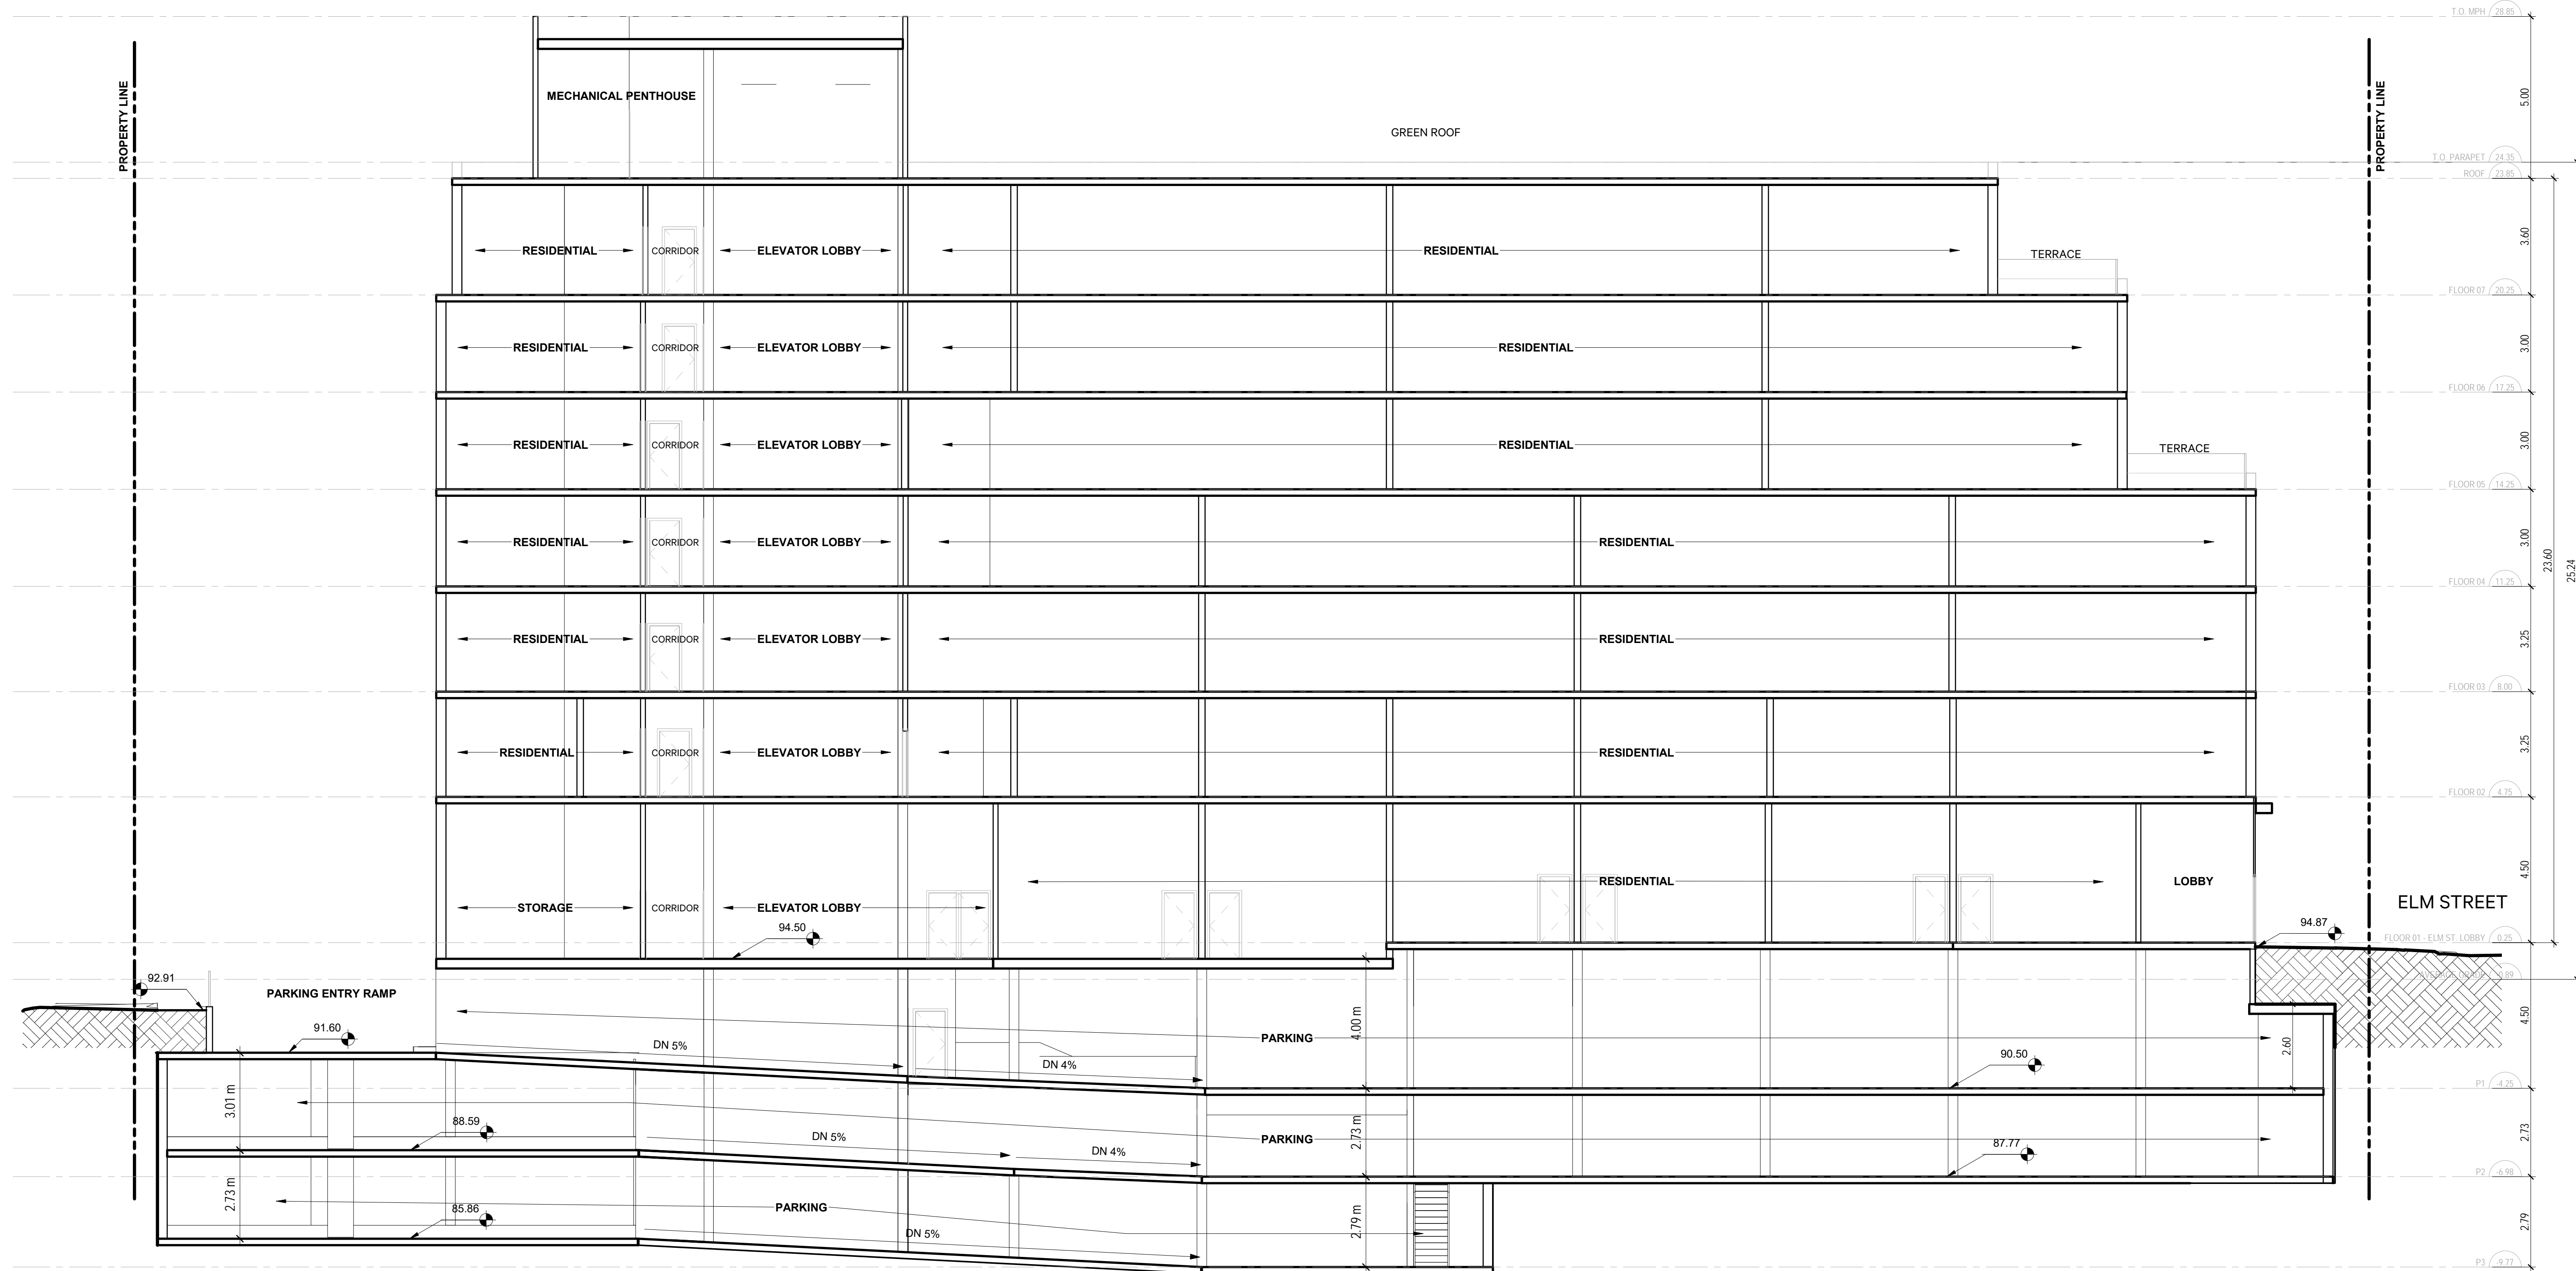 T.O. MPH 28.85
PROPERTY LINE
PROPERTY LINE
MECHANICAL PENTHOUSE
5.00
GREEN ROOF
T.O. PARAPET 24.35
ROOF 23.85
3.60
RESIDENTIAL CORRIDOR ELEVATOR LOBBY RESIDENTIAL
TERRACE
FLOOR 07 20.25
RESIDENTIAL CORRIDOR ELEVATOR LOBBY RESIDENTIAL
3.00
FLOOR 06 17.25
RESIDENTIAL CORRIDOR ELEVATOR LOBBY RESIDENTIAL
TERRACE
3.00
FLOOR 05 14.25
RESIDENTIAL CORRIDOR ELEVATOR LOBBY RESIDENTIAL
3.00
23.60
25.24
FLOOR 04 11.25
RESIDENTIAL CORRIDOR ELEVATOR LOBBY RESIDENTIAL
3.25
FLOOR 03 8.00
RESIDENTIAL CORRIDOR ELEVATOR LOBBY RESIDENTIAL
3.25
FLOOR 02 4.75
4.50
RESIDENTIAL LOBBY
STORAGE CORRIDOR ELEVATOR LOBBY
ELM STREET
94.50
94.87
FLOOR 01 - ELM ST. LOBBY 0.25
92.91
PARKING ENTRY RAMP
AVERAGE GRADE -0.89
91.60
4.00 m
4.50
PARKING
DN 5%
DN 4%
90.50
2.60
P1 -4.25
3.01 m
88.59
DN 5%
DN 4%
2.73 m
PARKING
87.77
2.73
P2 -6.98
2.73 m
85.86
PARKING
DN 5%
2.79 m
2.79
P3 -9.77